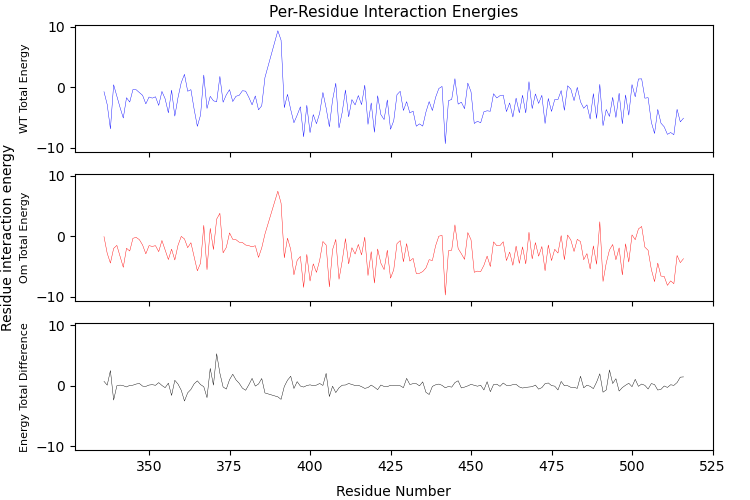 Per-Residue Interaction Energies
Residue interaction energy
WT Total Energy
10
0
−10
Om Total Energy
10
0
−10
Energy Total Difference
10
0
−10
350 375 400 425 450 475 500 525
Residue Number